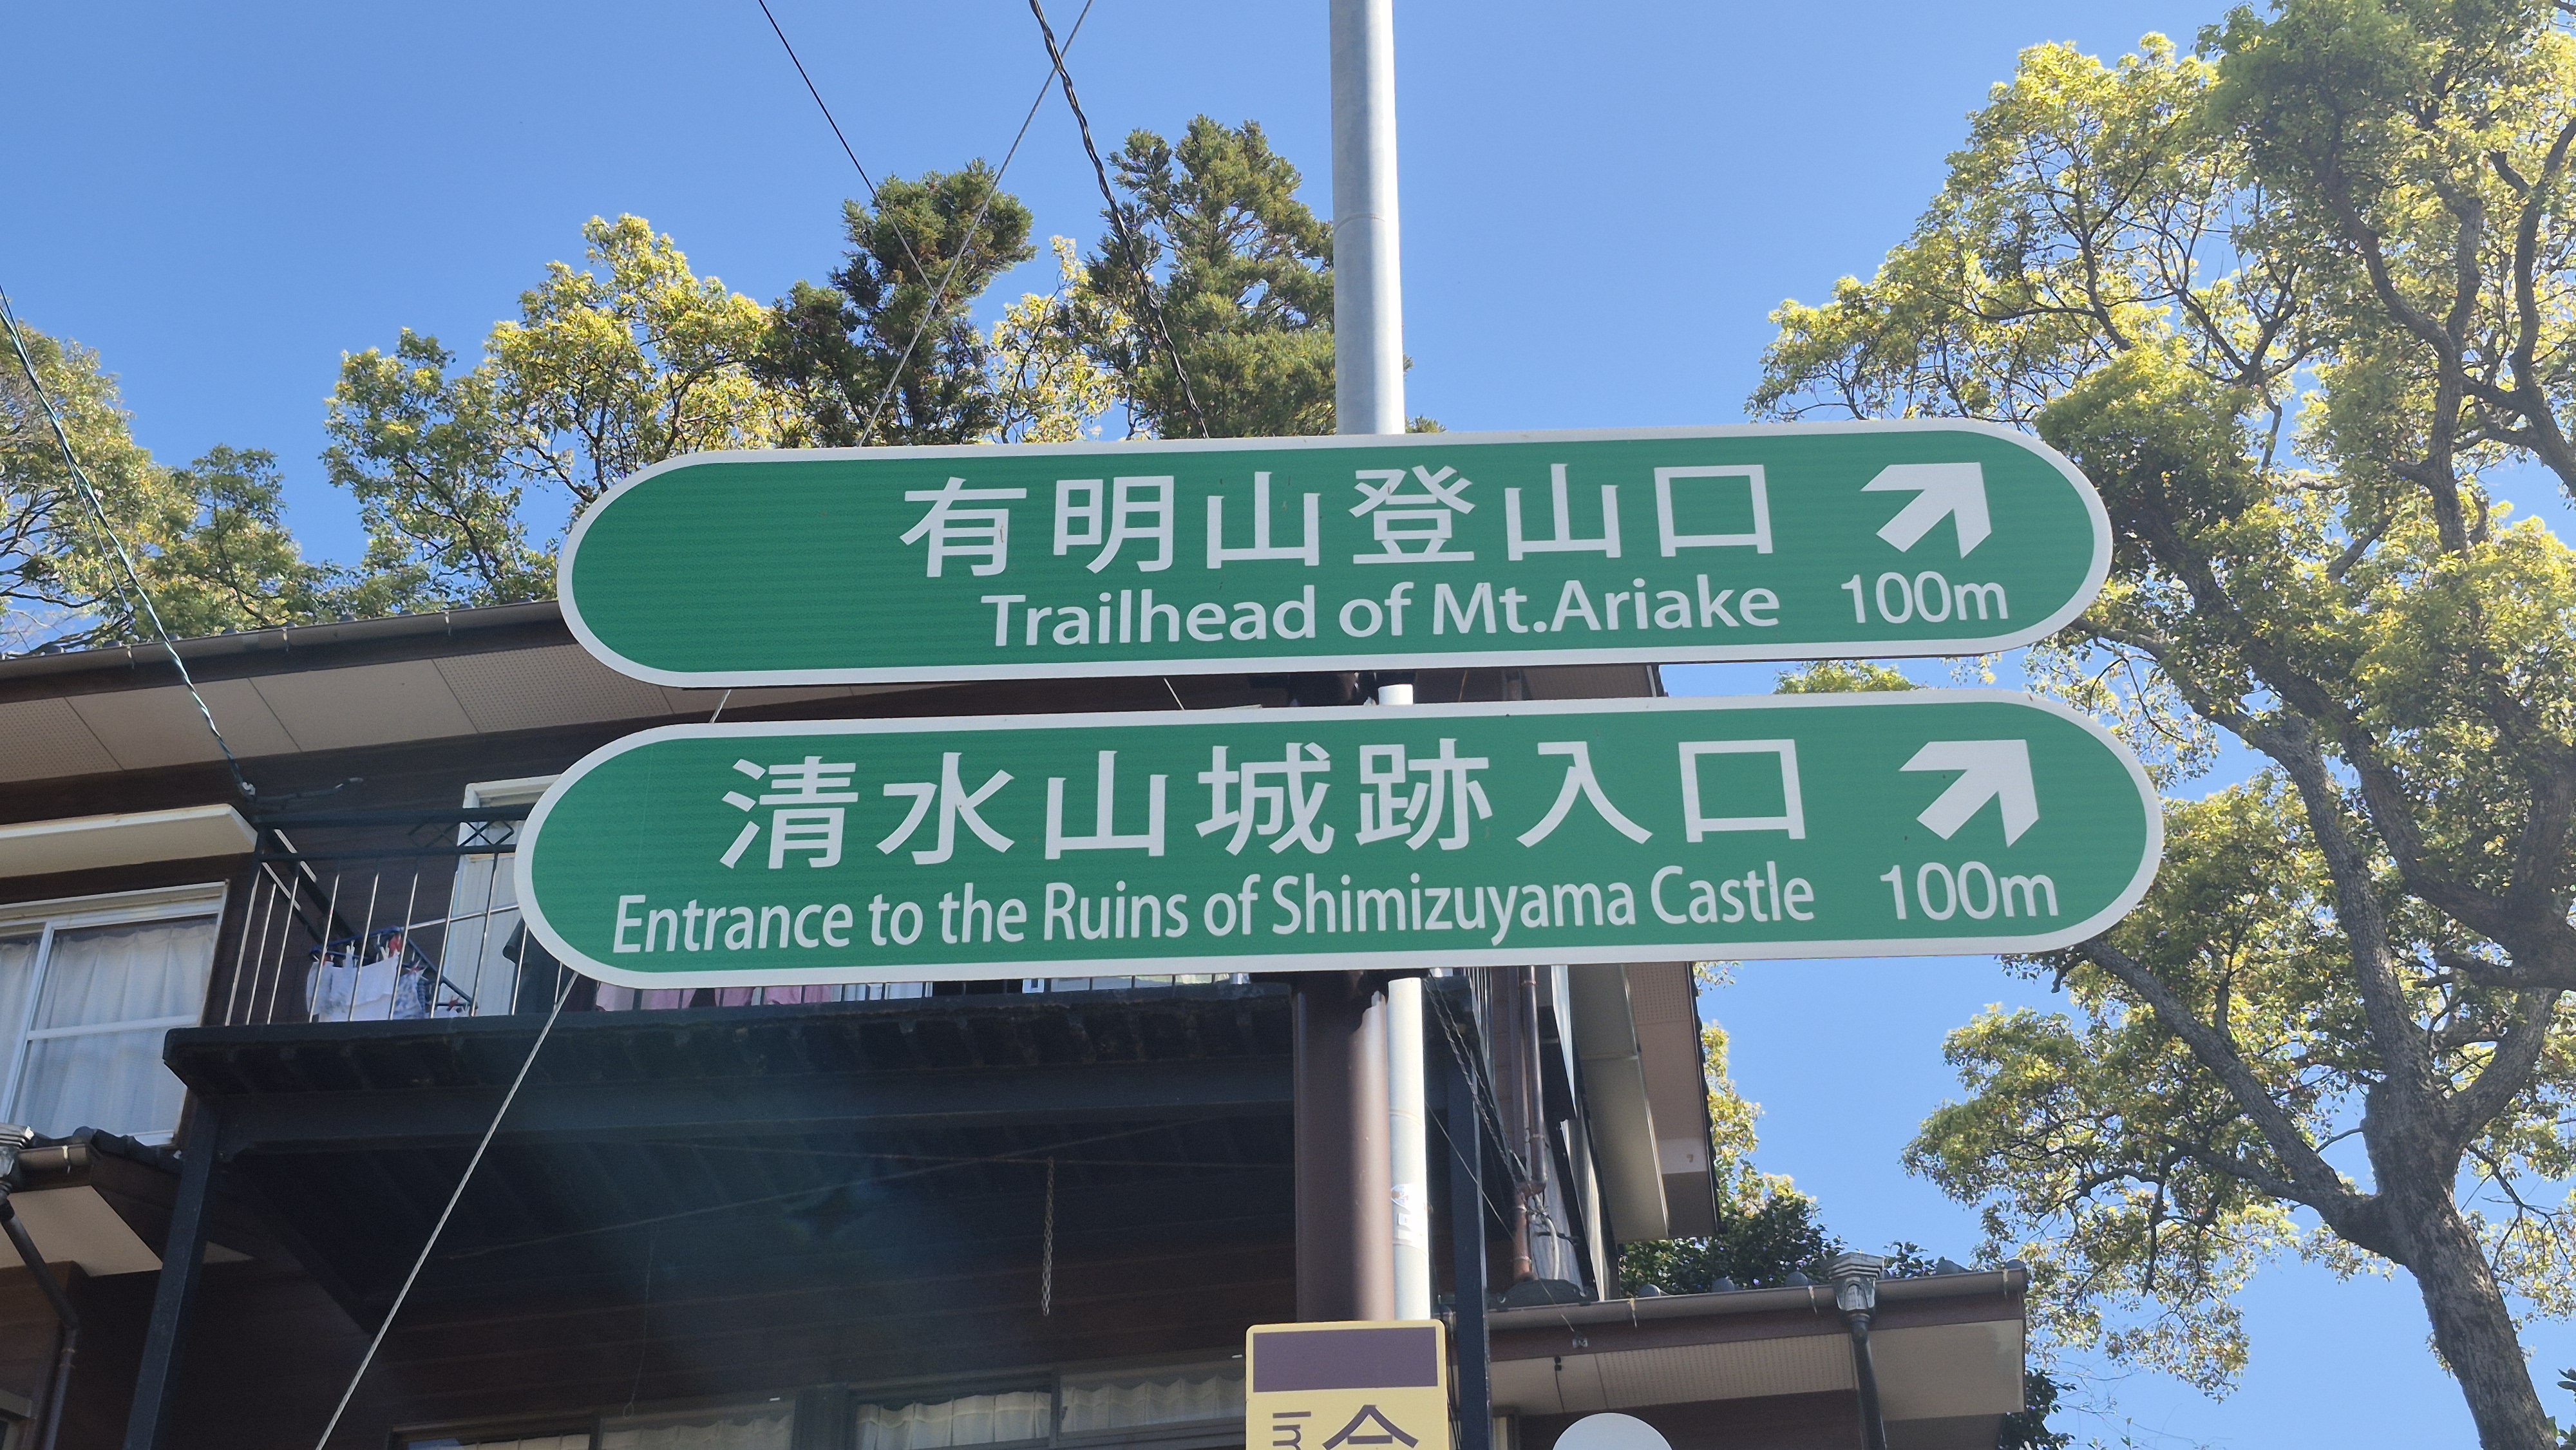 有明山登山口
Trailhead of Mt.Ariake 100m
清水山城跡入口
Entrance to the Ruins of Shimizuyama Castle 100m